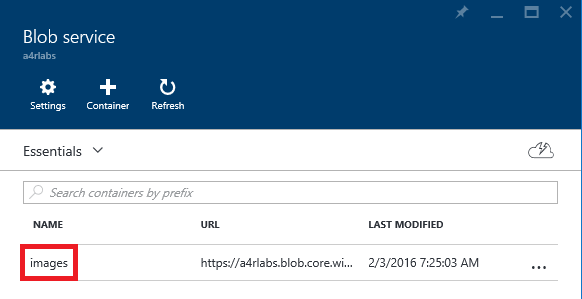 Blob service
a4rlabs
Settings Container Refresh
Essentials
Search containers by prefix
NAME URL LAST MODIFIED
images https://a4rlabs.blob.core.wi... 2/3/2016 7:25:03 AM ...